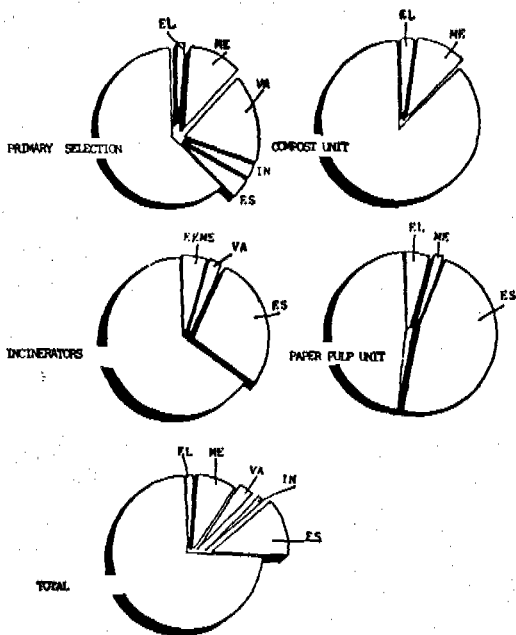 EL
ME
VA
IN
ES
PRIMARY SELECTION
EL
ME
COMPOST UNIT
EEME
VA
ES
INCINERATORS
EL
ME
ES
PAPER PULP UNIT
EL
ME
VA
IN
ES
TOTAL